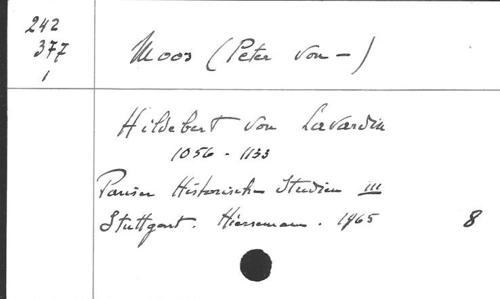 242
377
1
Moos (Peter von -)
Hildebert von Lavardin
1056 - 1133
Pariser Historische Studien III
Stuttgart. Hiersemann. 1965
8